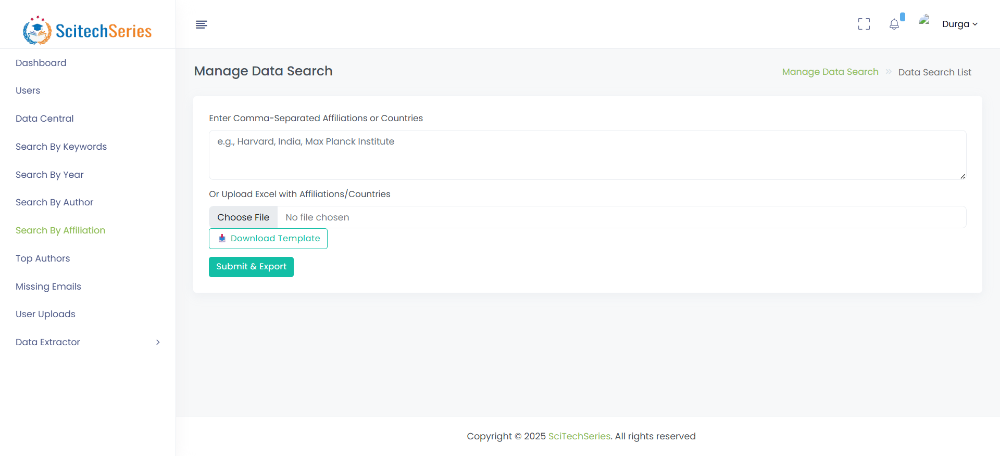 ScitechSeries
Durga
Dashboard
Users
Data Central
Search By Keywords
Search By Year
Search By Author
Search By Affiliation
Top Authors
Missing Emails
User Uploads
Data Extractor
Manage Data Search
Manage Data Search » Data Search List
Enter Comma-Separated Affiliations or Countries
e.g., Harvard, India, Max Planck Institute
Or Upload Excel with Affiliations/Countries
Choose File No file chosen
Download Template
Submit & Export
Copyright © 2025 SciTechSeries. All rights reserved